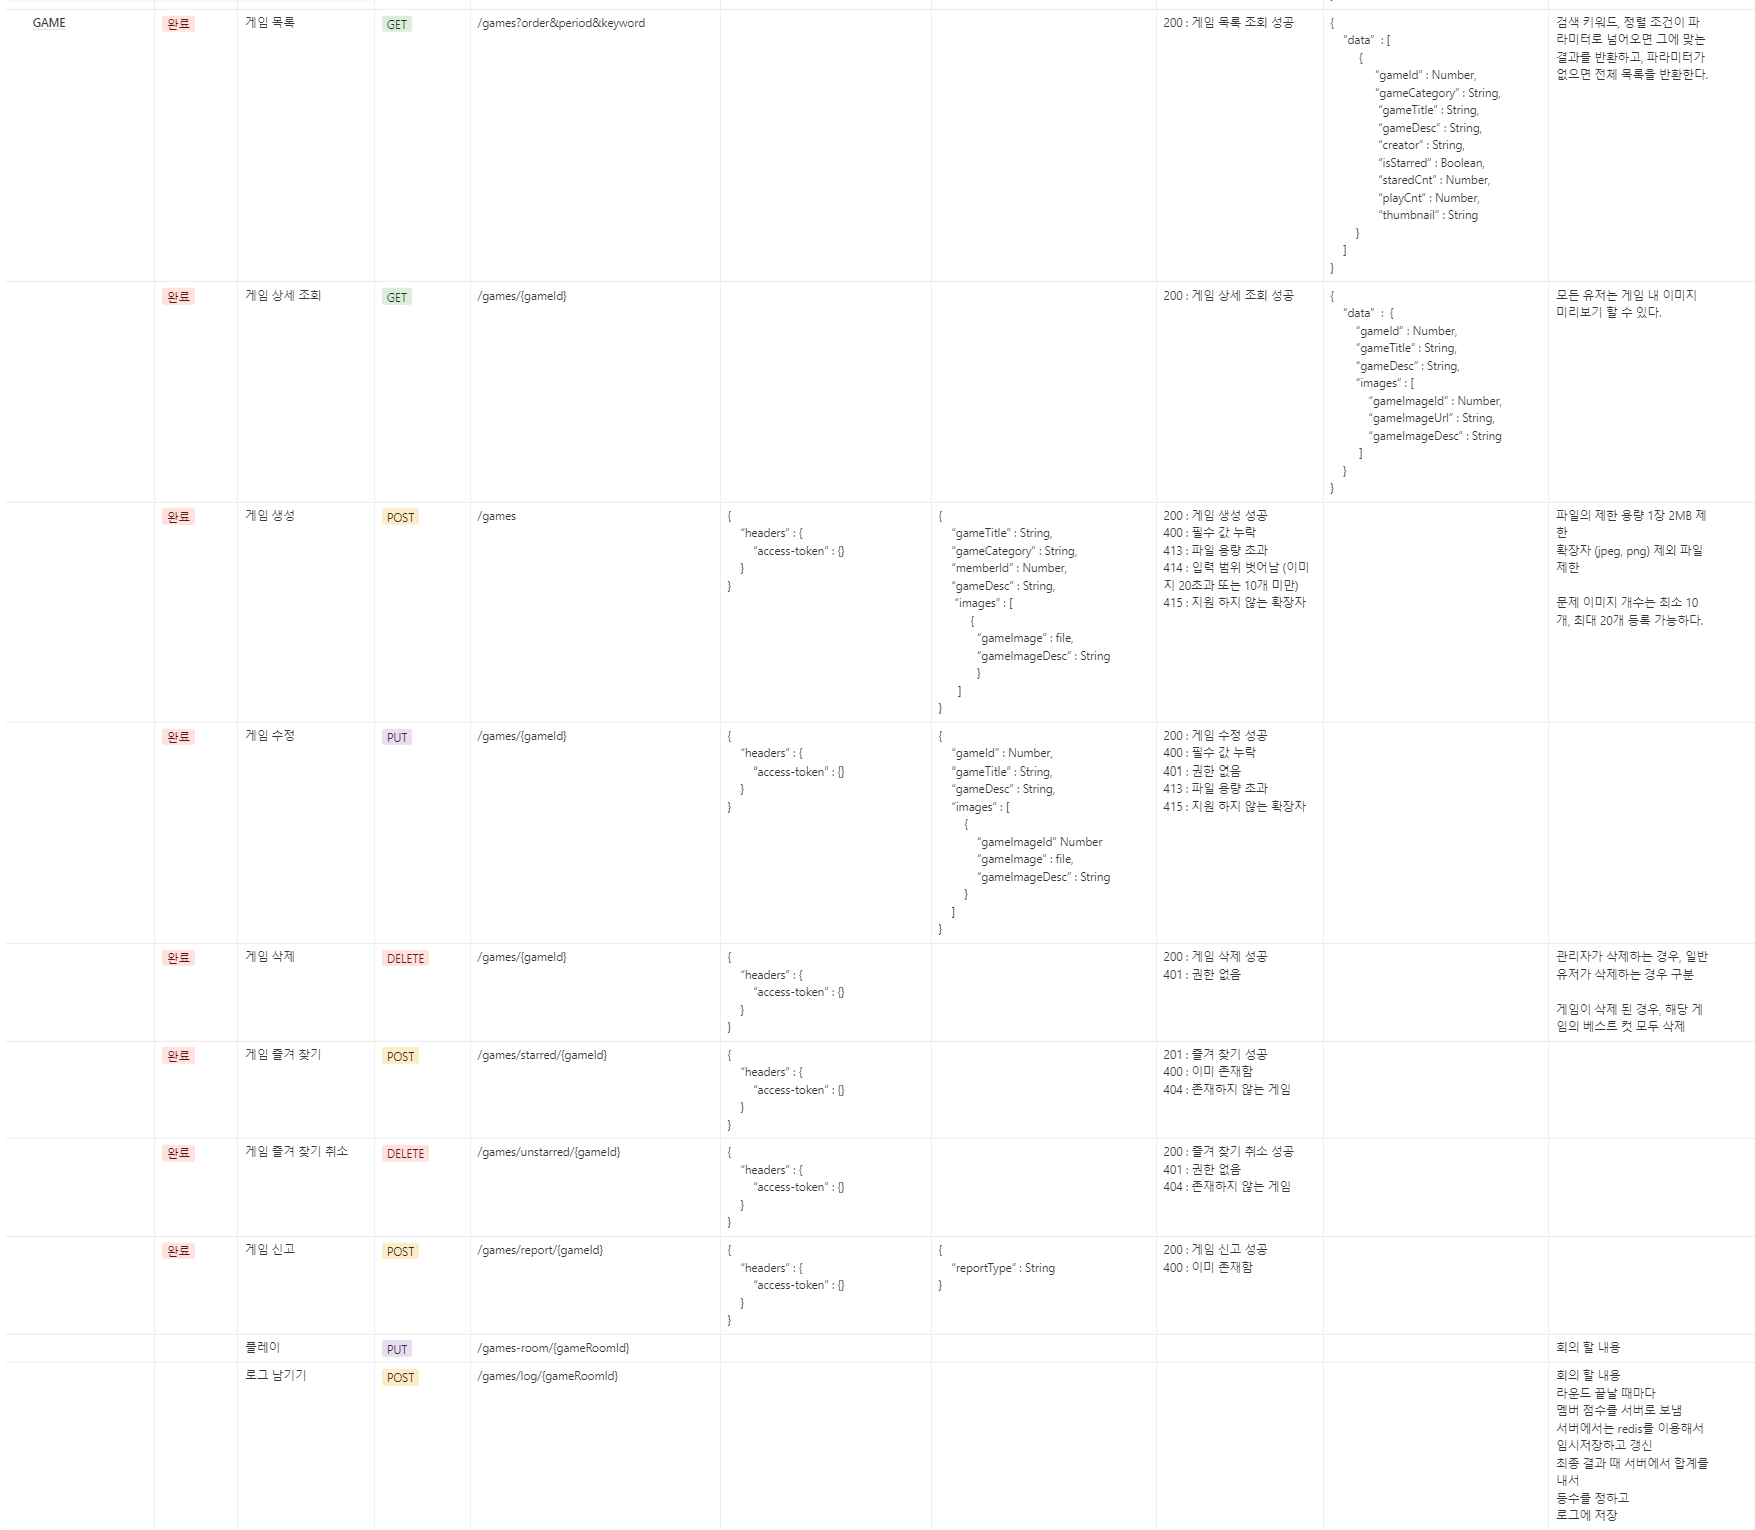 GAME
완료
게임 목록
GET
/games?order&period&keyword
200 : 게임 목록 조회 성공
{
“data” : [
{
“gameId” : Number,
“gameCategory” : String,
“gameTitle” : String,
“gameDesc” : String,
“creator” : String,
“isStarred” : Boolean,
“staredCnt” : Number,
“playCnt” : Number,
“thumbnail” : String
}
]
}
검색 키워드, 정렬 조건이 파
라미터로 넘어오면 그에 맞는
결과를 반환하고, 파라미터가
없으면 전체 목록을 반환한다.
완료
게임 상세 조회
GET
/games/{gameId}
200 : 게임 상세 조회 성공
{
“data” : {
“gameId” : Number,
“gameTitle” : String,
“gameDesc” : String,
“images” : [
“gameImageId” : Number,
“gameImageUrl” : String,
“gameImageDesc” : String
]
}
}
모든 유저는 게임 내 이미지
미리보기 할 수 있다.
완료
게임 생성
POST
/games
{
“headers” : {
“access-token” : {}
}
}
{
“gameTitle” : String,
“gameCategory” : String,
“memberId” : Number,
“gameDesc” : String,
“images” : [
{
“gameImage” : file,
“gameImageDesc” : String
}
]
}
200 : 게임 생성 성공
400 : 필수 값 누락
413 : 파일 용량 초과
414 : 입력 범위 벗어남 (이미
지 20초과 또는 10개 미만)
415 : 지원 하지 않는 확장자
파일의 제한 용량 1장 2MB 제
한
확장자 (jpeg, png) 제외 파일
제한
문제 이미지 개수는 최소 10
개, 최대 20개 등록 가능하다.
완료
게임 수정
PUT
/games/{gameId}
{
“headers” : {
“access-token” : {}
}
}
{
“gameId” : Number,
“gameTitle” : String,
“gameDesc” : String,
“images” : [
{
“gameImageId” Number
“gameImage” : file,
“gameImageDesc” : String
}
]
}
200 : 게임 수정 성공
400 : 필수 값 누락
401 : 권한 없음
413 : 파일 용량 초과
415 : 지원 하지 않는 확장자
완료
게임 삭제
DELETE
/games/{gameId}
{
“headers” : {
“access-token” : {}
}
}
200 : 게임 삭제 성공
401 : 권한 없음
관리자가 삭제하는 경우, 일반
유저가 삭제하는 경우 구분
게임이 삭제 된 경우, 해당 게
임의 베스트 컷 모두 삭제
완료
게임 즐겨 찾기
POST
/games/starred/{gameId}
{
“headers” : {
“access-token” : {}
}
}
201 : 즐겨 찾기 성공
400 : 이미 존재함
404 : 존재하지 않는 게임
완료
게임 즐겨 찾기 취소
DELETE
/games/unstarred/{gameId}
{
“headers” : {
“access-token” : {}
}
}
200 : 즐겨 찾기 취소 성공
401 : 권한 없음
404 : 존재하지 않는 게임
완료
게임 신고
POST
/games/report/{gameId}
{
“headers” : {
“access-token” : {}
}
}
{
“reportType” : String
}
200 : 게임 신고 성공
400 : 이미 존재함
플레이
PUT
/games-room/{gameRoomId}
회의 할 내용
로그 남기기
POST
/games/log/{gameRoomId}
회의 할 내용
라운드 끝날 때마다
멤버 점수를 서버로 보냄
서버에서는 redis를 이용해서
임시저장하고 갱신
최종 결과 때 서버에서 합계를
내서
등수를 정하고
로그에 저장